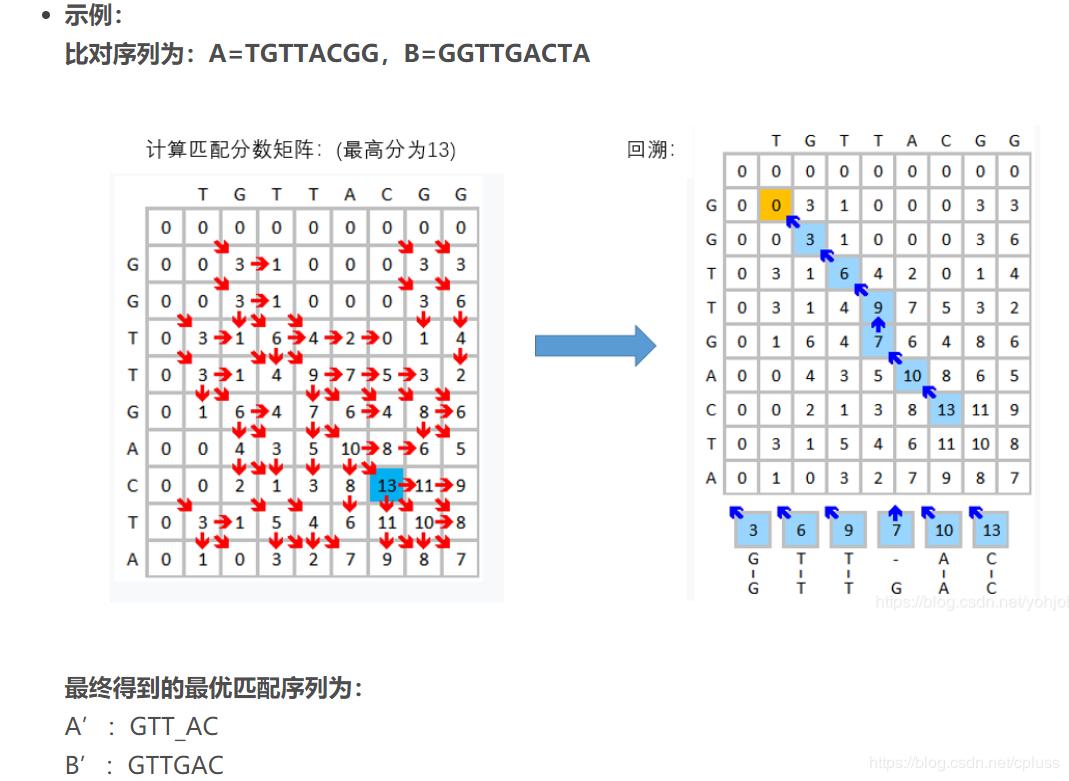 • 示例：
比对序列为：A=TGTTACGG，B=GGTTGACTA
计算匹配分数矩阵：(最高分为13)
T G T T A C G G
0 0 0 0 0 0 0 0 0
G 0 0 3 1 0 0 0 3 3
G 0 0 3 1 0 0 0 3 6
T 0 3 1 6 4 2 0 1 4
T 0 3 1 4 9 7 5 3 2
G 0 1 6 4 7 6 4 8 6
A 0 0 4 3 5 10 8 6 5
C 0 0 2 1 3 8 13 11 9
T 0 3 1 5 4 6 11 10 8
A 0 1 0 3 2 7 9 8 7
回溯：
T G T T A C G G
0 0 0 0 0 0 0 0 0
G 0 0 3 1 0 0 0 3 3
G 0 0 3 1 0 0 0 3 6
T 0 3 1 6 4 2 0 1 4
T 0 3 1 4 9 7 5 3 2
G 0 1 6 4 7 6 4 8 6
A 0 0 4 3 5 10 8 6 5
C 0 0 2 1 3 8 13 11 9
T 0 3 1 5 4 6 11 10 8
A 0 1 0 3 2 7 9 8 7
3 6 9 7 10 13
G T T - A C
G T T G A C
https://blog.csdn.net/yohjob
最终得到的最优匹配序列为：
A′ ：GTT_AC
B′ ：GTTGAC
https://blog.csdn.net/cpluss